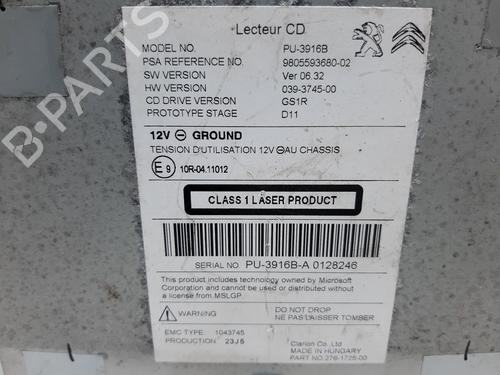 Lecteur CD
MODEL NO. PU-3916B
PSA REFERENCE NO. 9805593680-02
SW VERSION Ver 06.32
HW VERSION 039-3745-00
CD DRIVE VERSION GS1R
PROTOTYPE STAGE D11
12V ⊖ GROUND
TENSION D'UTILISATION 12V ⊖AU CHASSIS
E9 10R-04.11012
CLASS 1 LASER PRODUCT
SERIAL NO. PU-3916B-A 0128246
This product includes technology owned by Microsoft
Corporation and cannot be used or distributed without
a license from MSLGP.
WARNING
DO NOT DROP
NE PAS LAISSER TOMBER
EMC TYPE: 1043745
PRODUCTION 23J5
Clarion Co.,Ltd
MADE IN HUNGARY
PART NO. 276-1725-00
B-PARTS